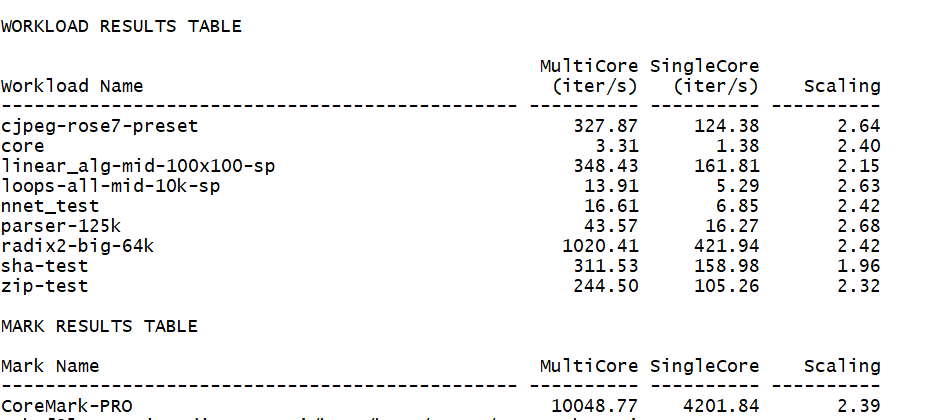 WORKLOAD RESULTS TABLE
MultiCore SingleCore
Workload Name (iter/s) (iter/s) Scaling
----------------------------------------------- ---------- ---------- ----------
cjpeg-rose7-preset 327.87 124.38 2.64
core 3.31 1.38 2.40
linear_alg-mid-100x100-sp 348.43 161.81 2.15
loops-all-mid-10k-sp 13.91 5.29 2.63
nnet_test 16.61 6.85 2.42
parser-125k 43.57 16.27 2.68
radix2-big-64k 1020.41 421.94 2.42
sha-test 311.53 158.98 1.96
zip-test 244.50 105.26 2.32
MARK RESULTS TABLE
Mark Name MultiCore SingleCore Scaling
----------------------------------------------- ---------- ---------- ----------
CoreMark-PRO 10048.77 4201.84 2.39